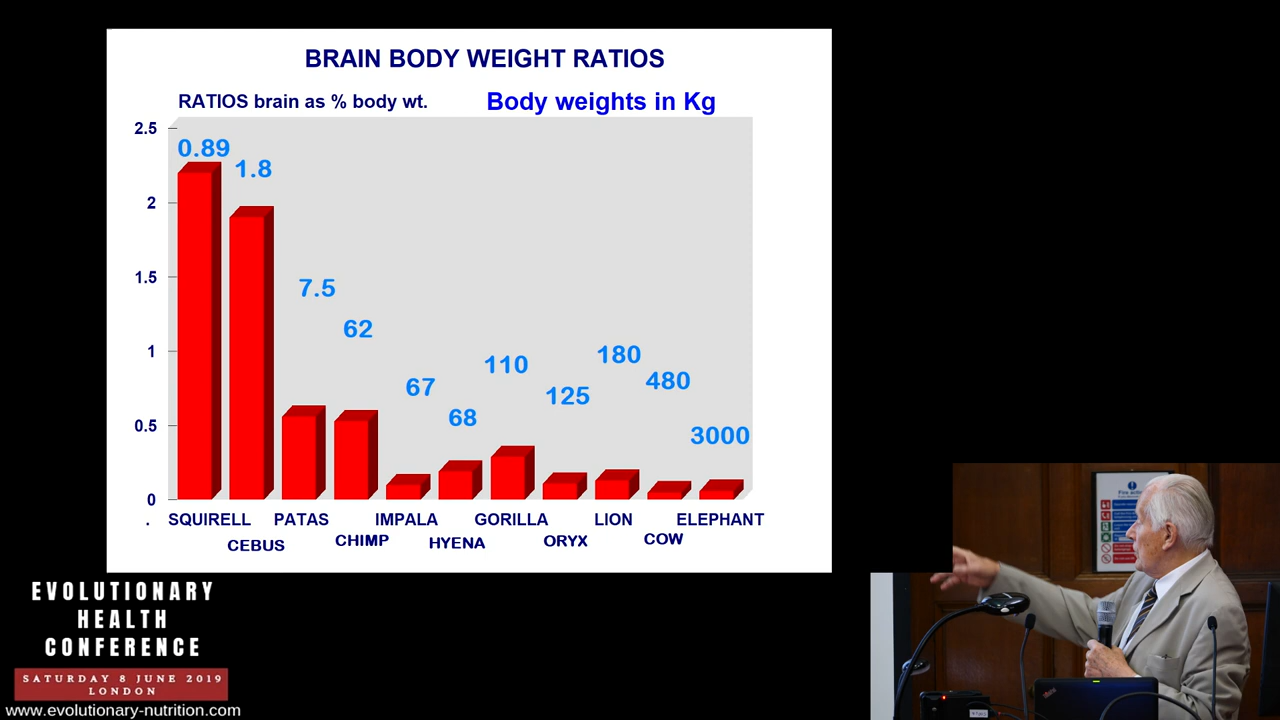 BRAIN BODY WEIGHT RATIOS
RATIOS brain as % body wt.
Body weights in Kg
2.5
2
1.5
1
0.5
0
0.89
1.8
7.5
62
67
68
110
125
180
480
3000
. SQUIRELL PATAS IMPALA GORILLA LION ELEPHANT
CEBUS CHIMP HYENA ORYX COW
EVOLUTIONARY
HEALTH
CONFERENCE
SATURDAY 8 JUNE 2019
LONDON
www.evolutionary-nutrition.com